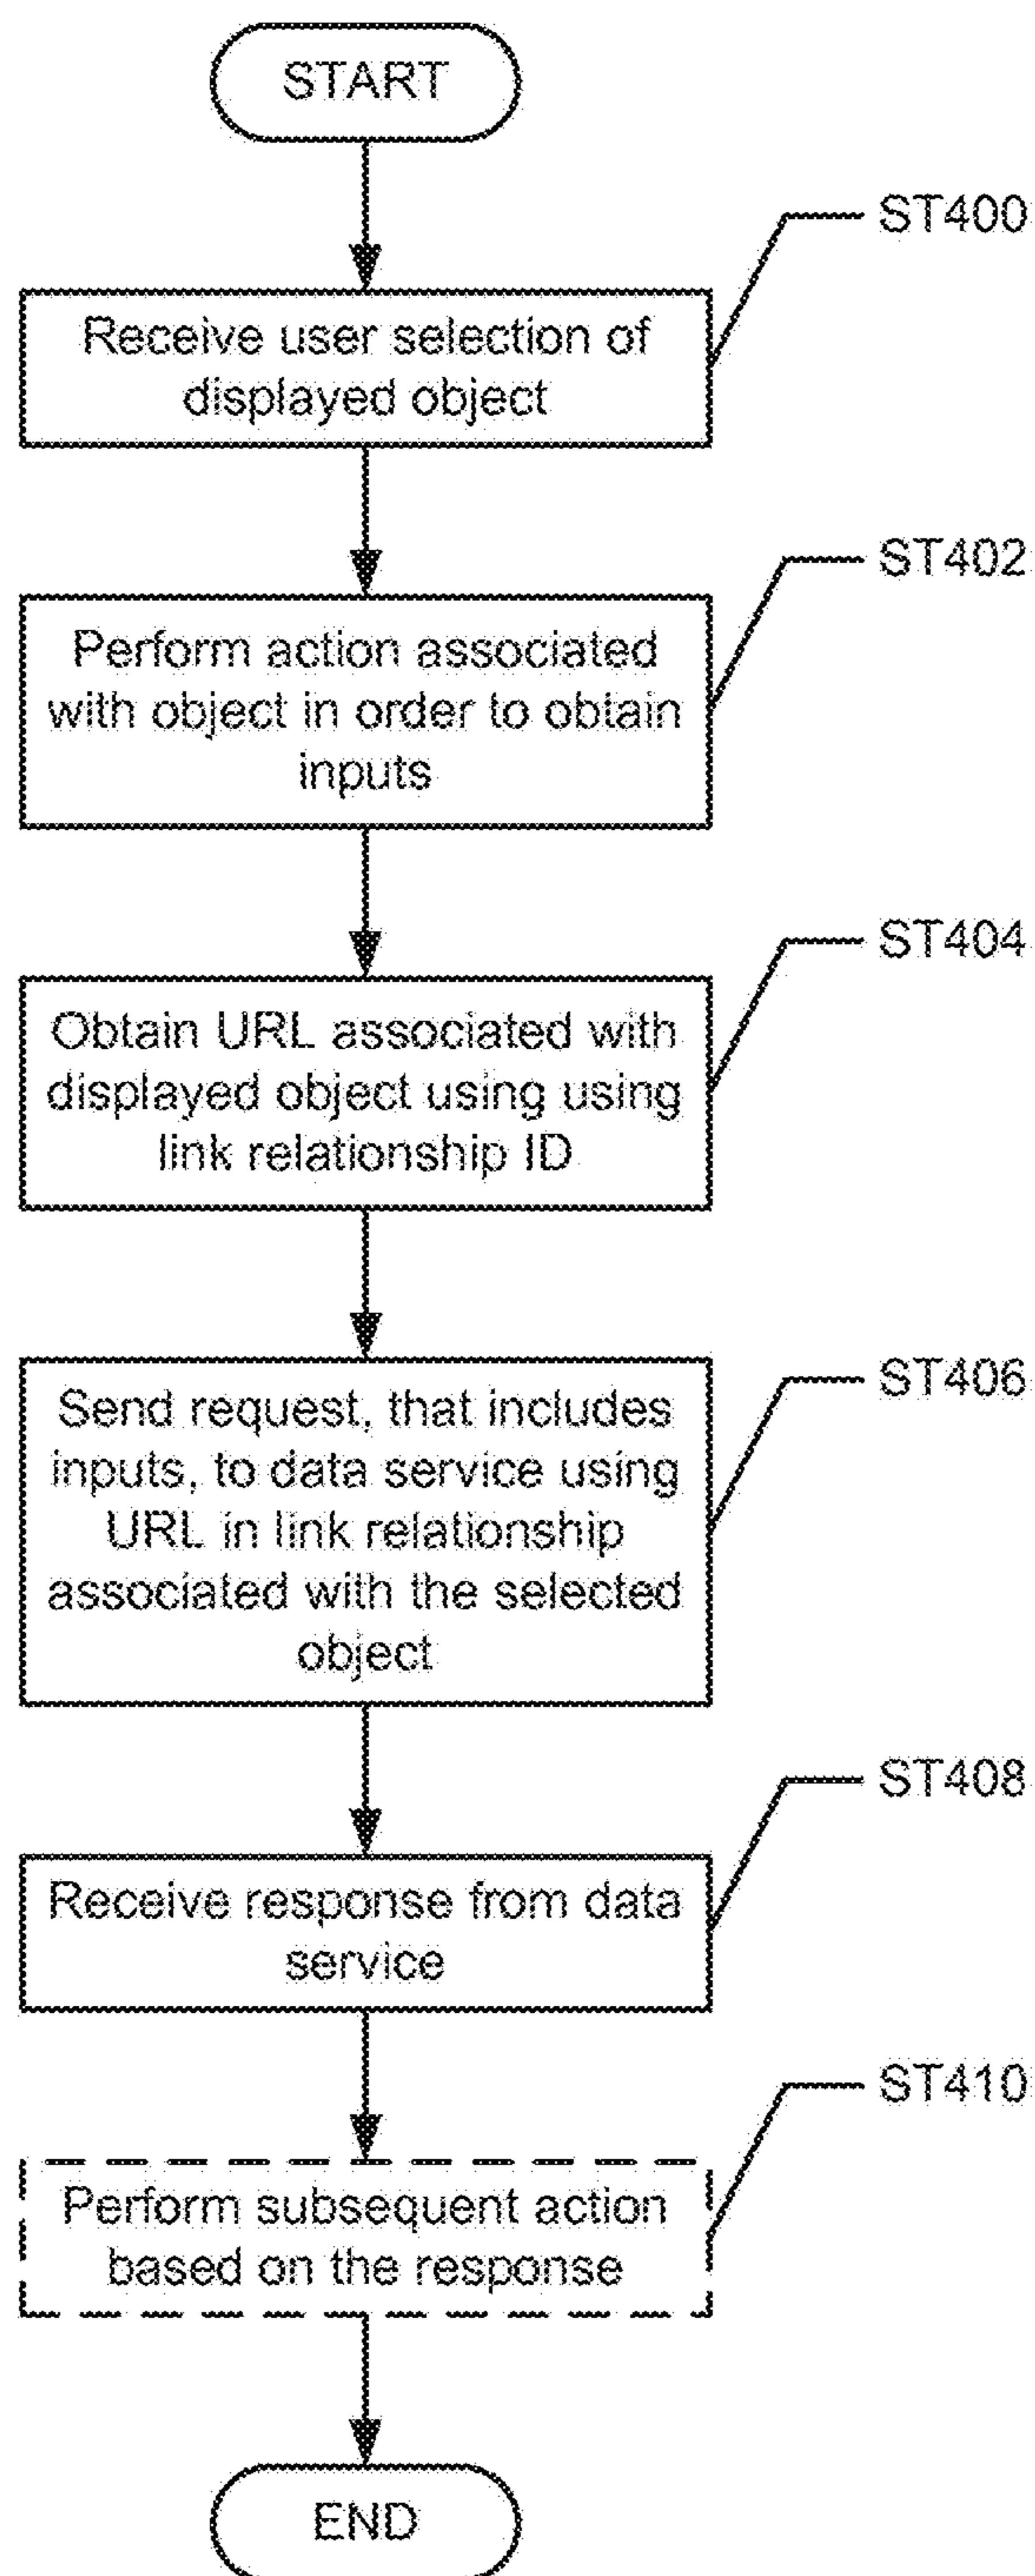 START
ST400
Receive user selection of
displayed object
ST402
Perform action associated
with object in order to obtain
inputs
ST404
Obtain URL associated with
displayed object using using
link relationship ID
ST406
Send request, that includes
inputs, to data service using
URL in link relationship
associated with the selected
object
ST408
Receive response from data
service
ST410
Perform subsequent action
based on the response
END